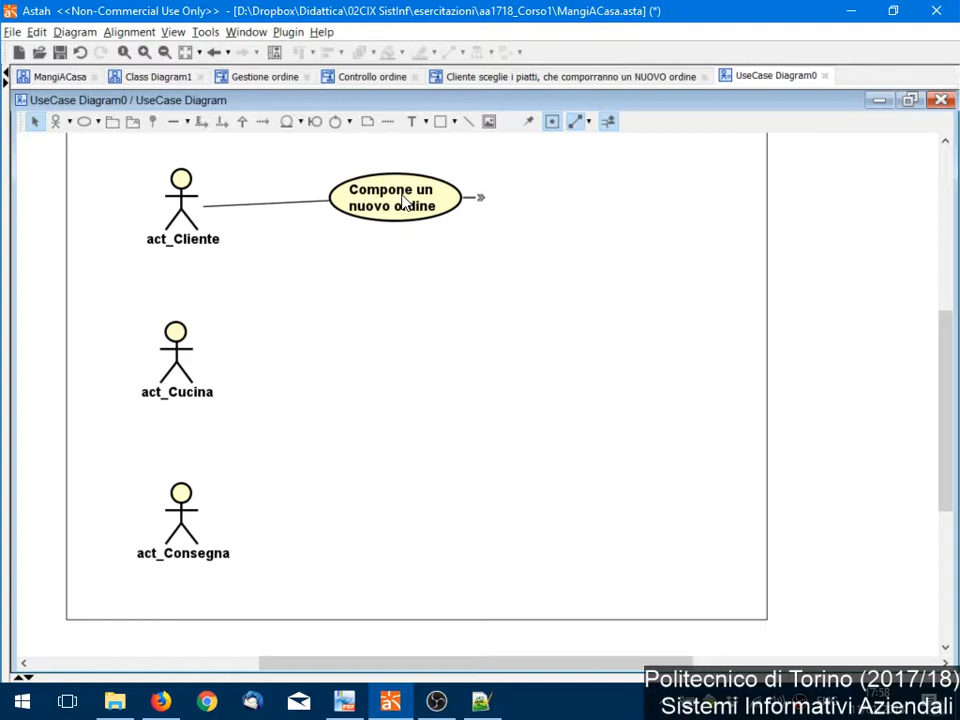 Astah <<Non-Commercial Use Only>> - [D:\Dropbox\Didattica\02CIX SistInf\esercitazioni\aa1718_Corso1\MangiACasa.asta] (*)
File Edit Diagram Alignment View Tools Window Plugin Help
MangiACasa Class Diagram1 Gestione ordine Controllo ordine Cliente sceglie i piatti, che comporranno un NUOVO ordine UseCase Diagram0
UseCase Diagram0 / UseCase Diagram
Compone un
nuovo ordine
act_Cliente
act_Cucina
act_Consegna
Politecnico di Torino (2017/18)
7:58
Sistemi Informativi Aziendali